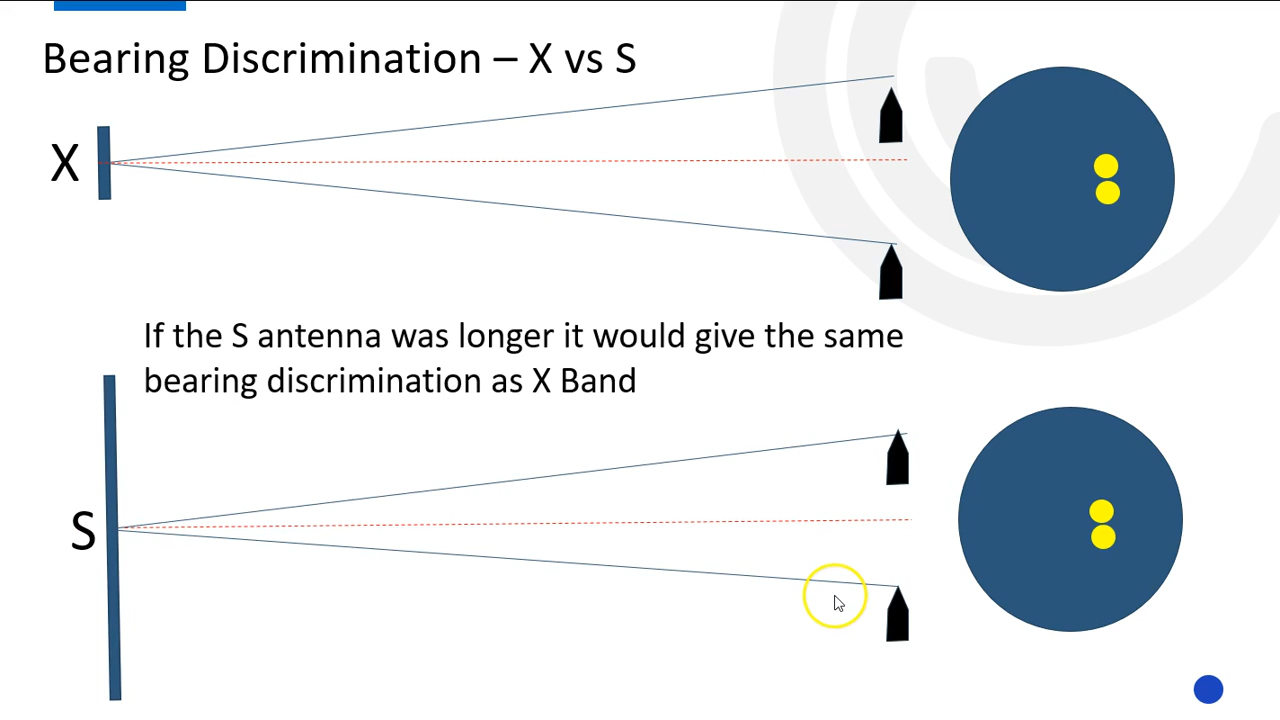 Bearing Discrimination – X vs S
X
If the S antenna was longer it would give the same
bearing discrimination as X Band
S